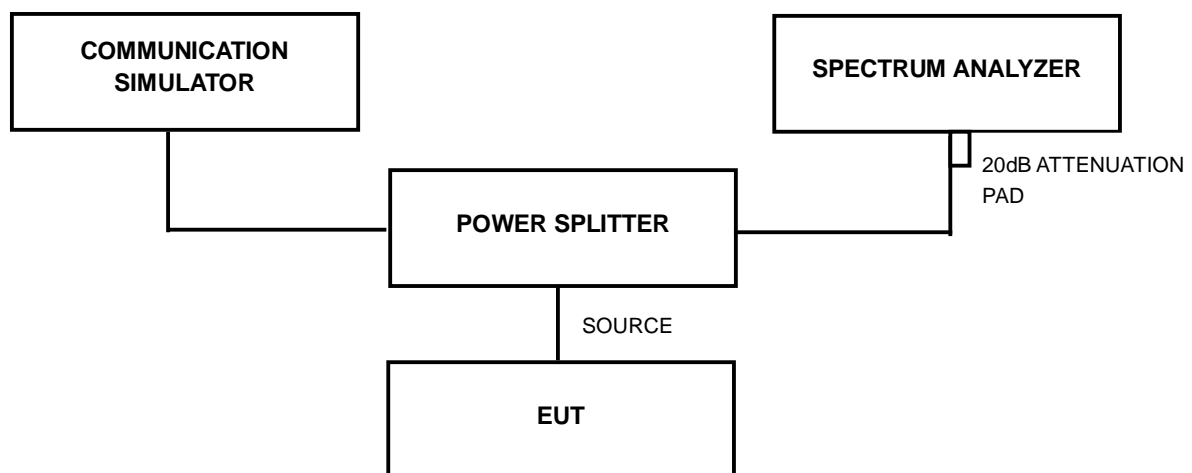 COMMUNICATION
SIMULATOR
SPECTRUM ANALYZER
20dB ATTENUATION
PAD
POWER SPLITTER
SOURCE
EUT